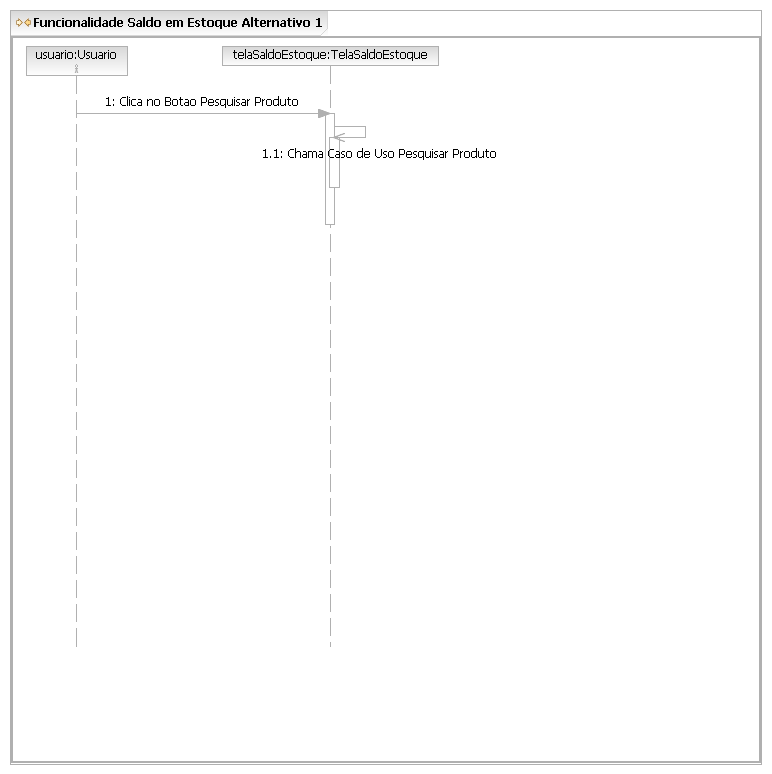 Funcionalidade Saldo em Estoque Alternativo 1
usuario:Usuario
telaSaldoEstoque:TelaSaldoEstoque
1: Clica no Botao Pesquisar Produto
1.1: Chama Caso de Uso Pesquisar Produto